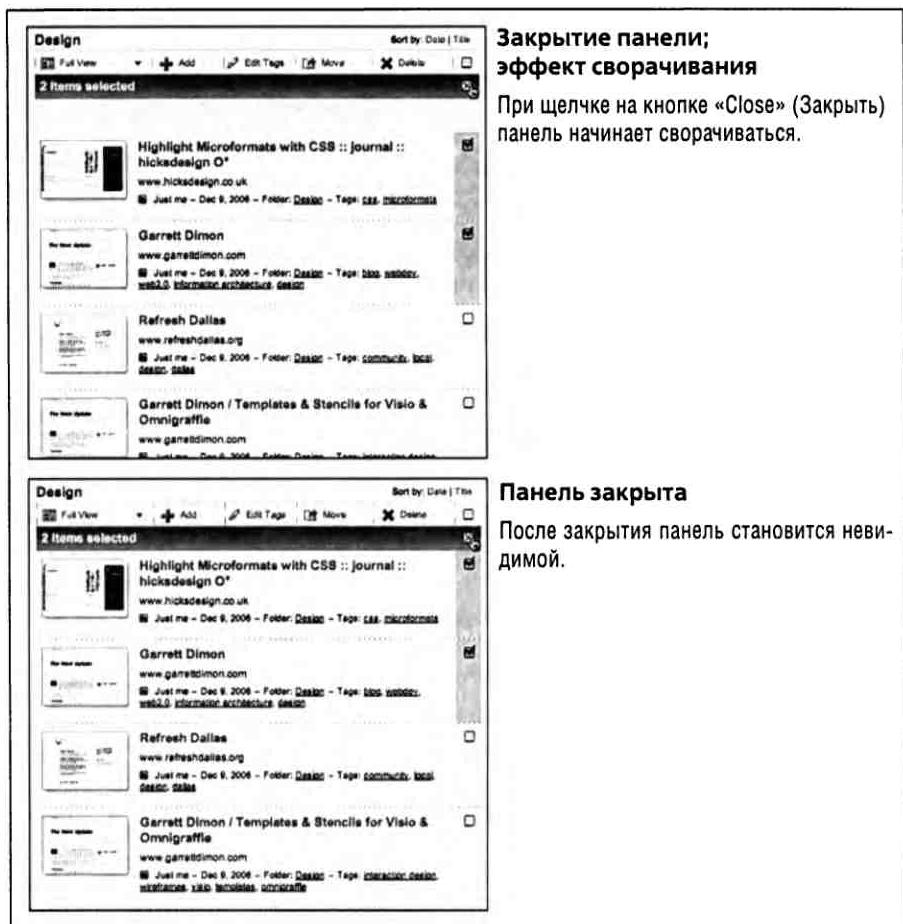 Design Sort by: Date | Title
Full View Add Edit Tags Move Delete
2 Items selected
Highlight Microformats with CSS :: journal ::
hicksdesign O*
www.hicksdesign.co.uk
Just me – Dec 9, 2006 – Folder: Design – Tags: css, microformats
Garrett Dimon
www.garrettdimon.com
Just me – Dec 9, 2006 – Folder: Design – Tags: blog, webdev,
web2.0, information architecture, design
Refresh Dallas
www.refreshdallas.org
Just me – Dec 9, 2006 – Folder: Design – Tags: community, local,
design, dallas
Garrett Dimon / Templates & Stencils for Visio &
Omnigraffle
www.garrettdimon.com
Just me – Dec 9, 2006 – Folder: Design – Tags: interaction design,
Закрытие панели;
эффект сворачивания
При щелчке на кнопке «Close» (Закрыть)
панель начинает сворачиваться.
Design Sort by: Date | Title
Full View Add Edit Tags Move Delete
2 Items selected
Highlight Microformats with CSS :: journal ::
hicksdesign O*
www.hicksdesign.co.uk
Just me – Dec 9, 2006 – Folder: Design – Tags: css, microformats
Garrett Dimon
www.garrettdimon.com
Just me – Dec 9, 2006 – Folder: Design – Tags: blog, webdev,
web2.0, information architecture, design
Refresh Dallas
www.refreshdallas.org
Just me – Dec 9, 2006 – Folder: Design – Tags: community, local,
design, dallas
Garrett Dimon / Templates & Stencils for Visio &
Omnigraffle
www.garrettdimon.com
Just me – Dec 9, 2006 – Folder: Design – Tags: interaction design,
wireframes, visio, templates, omnigraffle
Панель закрыта
После закрытия панель становится неви-
димой.